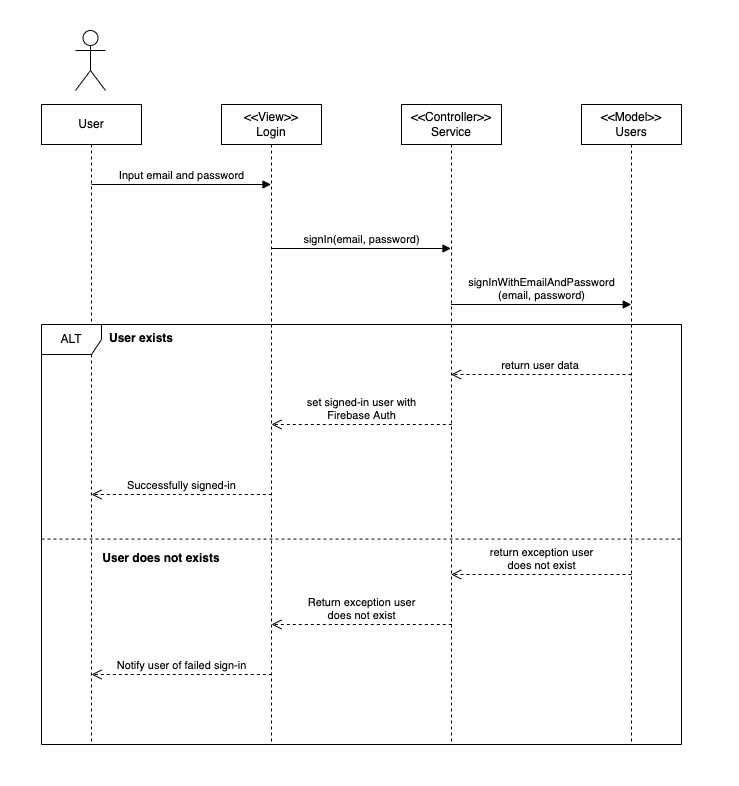 User
<<View>>
Login
<<Controller>>
Service
<<Model>>
Users
Input email and password
signIn(email, password)
signInWithEmailAndPassword
(email, password)
ALT
User exists
return user data
set signed-in user with
Firebase Auth
Successfully signed-in
User does not exists
return exception user
does not exist
Return exception user
does not exist
Notify user of failed sign-in